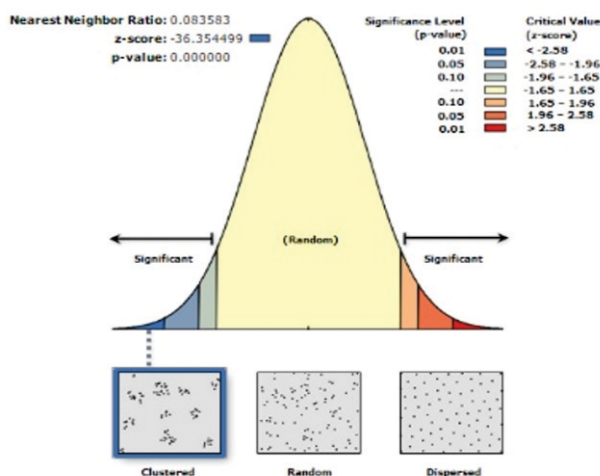 Nearest Neighbor Ratio: 0.083583
z-score: -36.354499
p-value: 0.000000
Significance Level
(p-value)
Critical Value
(z-score)
0.01 < -2.58
0.05 -2.58 – -1.96
0.10 -1.96 – -1.65
--- -1.65 – 1.65
0.10 1.65 – 1.96
0.05 1.96 – 2.58
0.01 > 2.58
(Random)
Significant
Significant
Clustered
Random
Dispersed